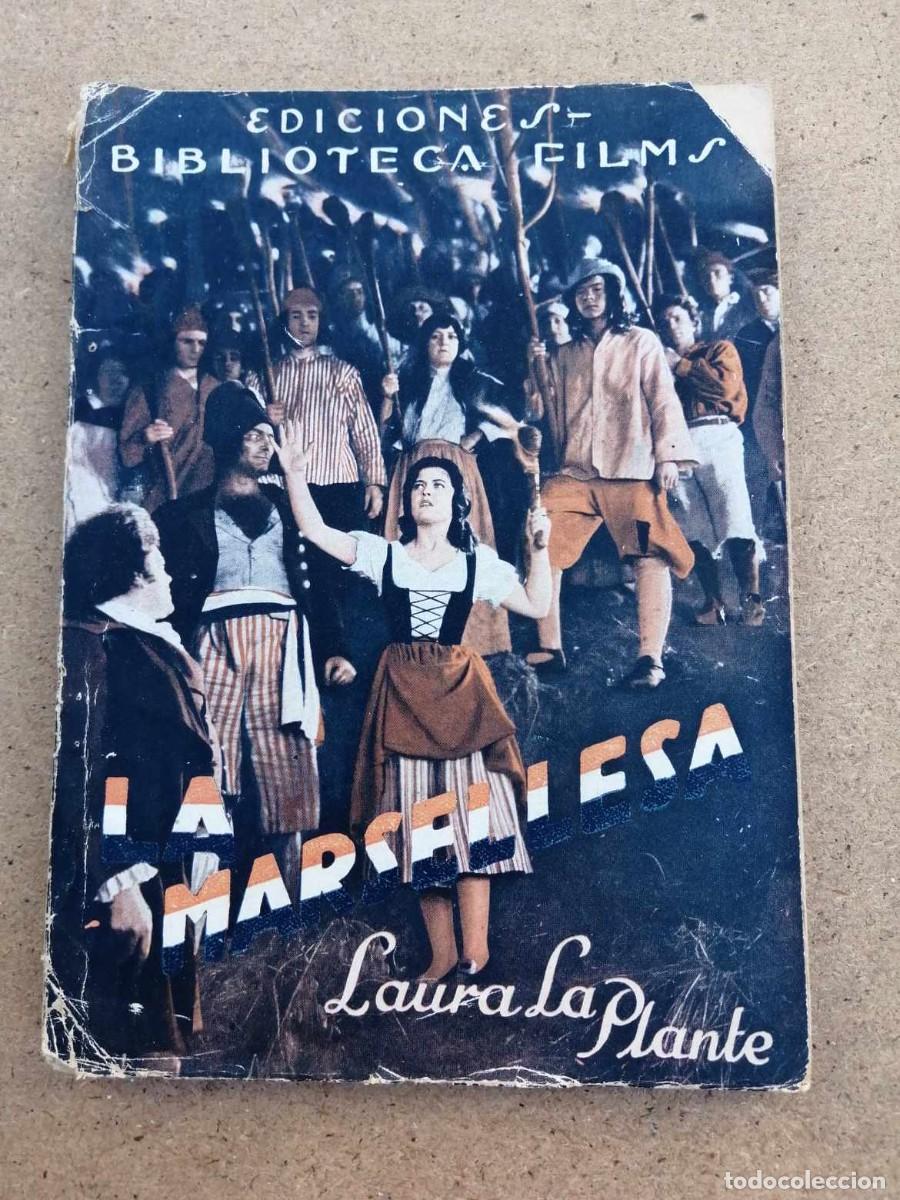 EDICIONES-
BIBLIOTECA FILMS
LA
MARSELLESA
Laura La
Plante
todocoleccion